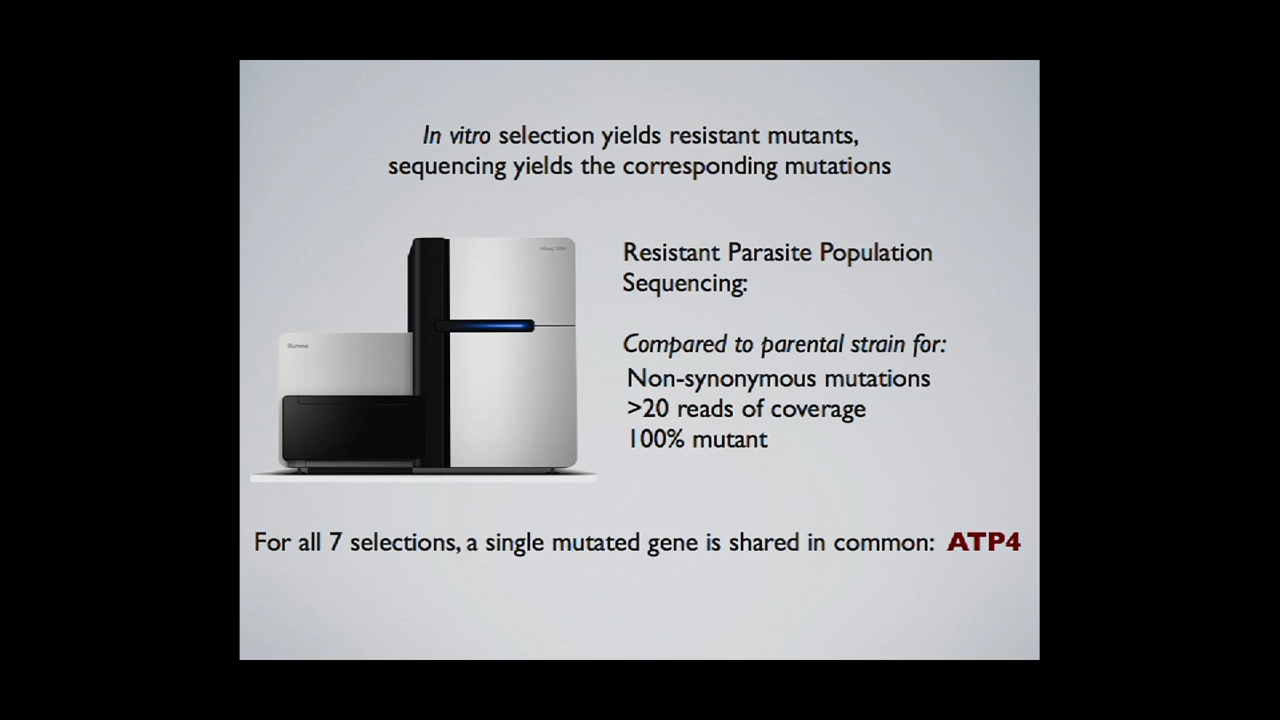 In vitro selection yields resistant mutants,
sequencing yields the corresponding mutations
Resistant Parasite Population
Sequencing:
Compared to parental strain for:
Non-synonymous mutations
>20 reads of coverage
100% mutant
illumina
For all 7 selections, a single mutated gene is shared in common: ATP4